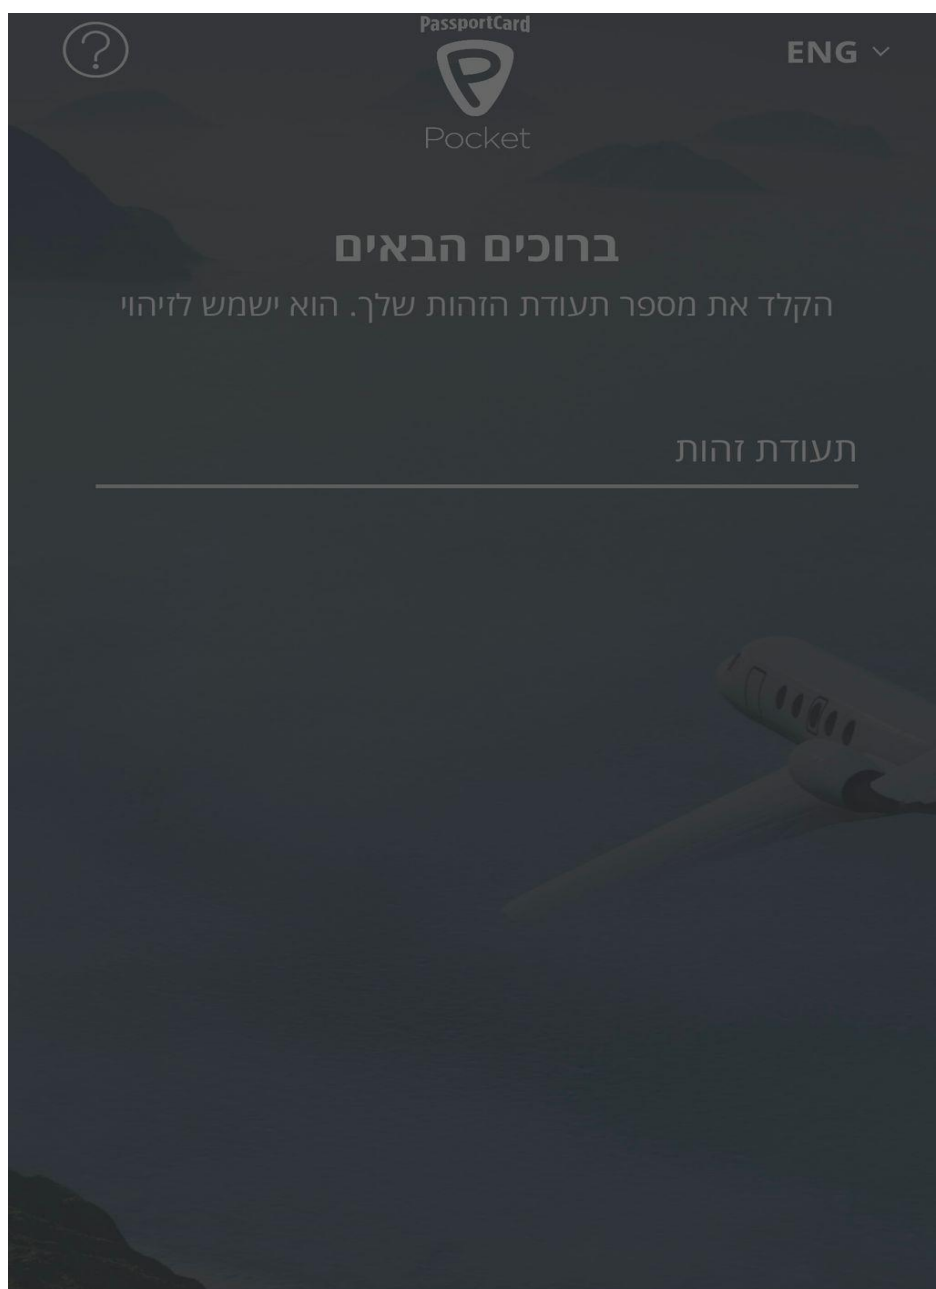 PassportCard
ENG
Pocket
ברוכים הבאים
הקלד את מספר תעודת הזהות שלך. הוא ישמש לזיהוי
תעודת זהות